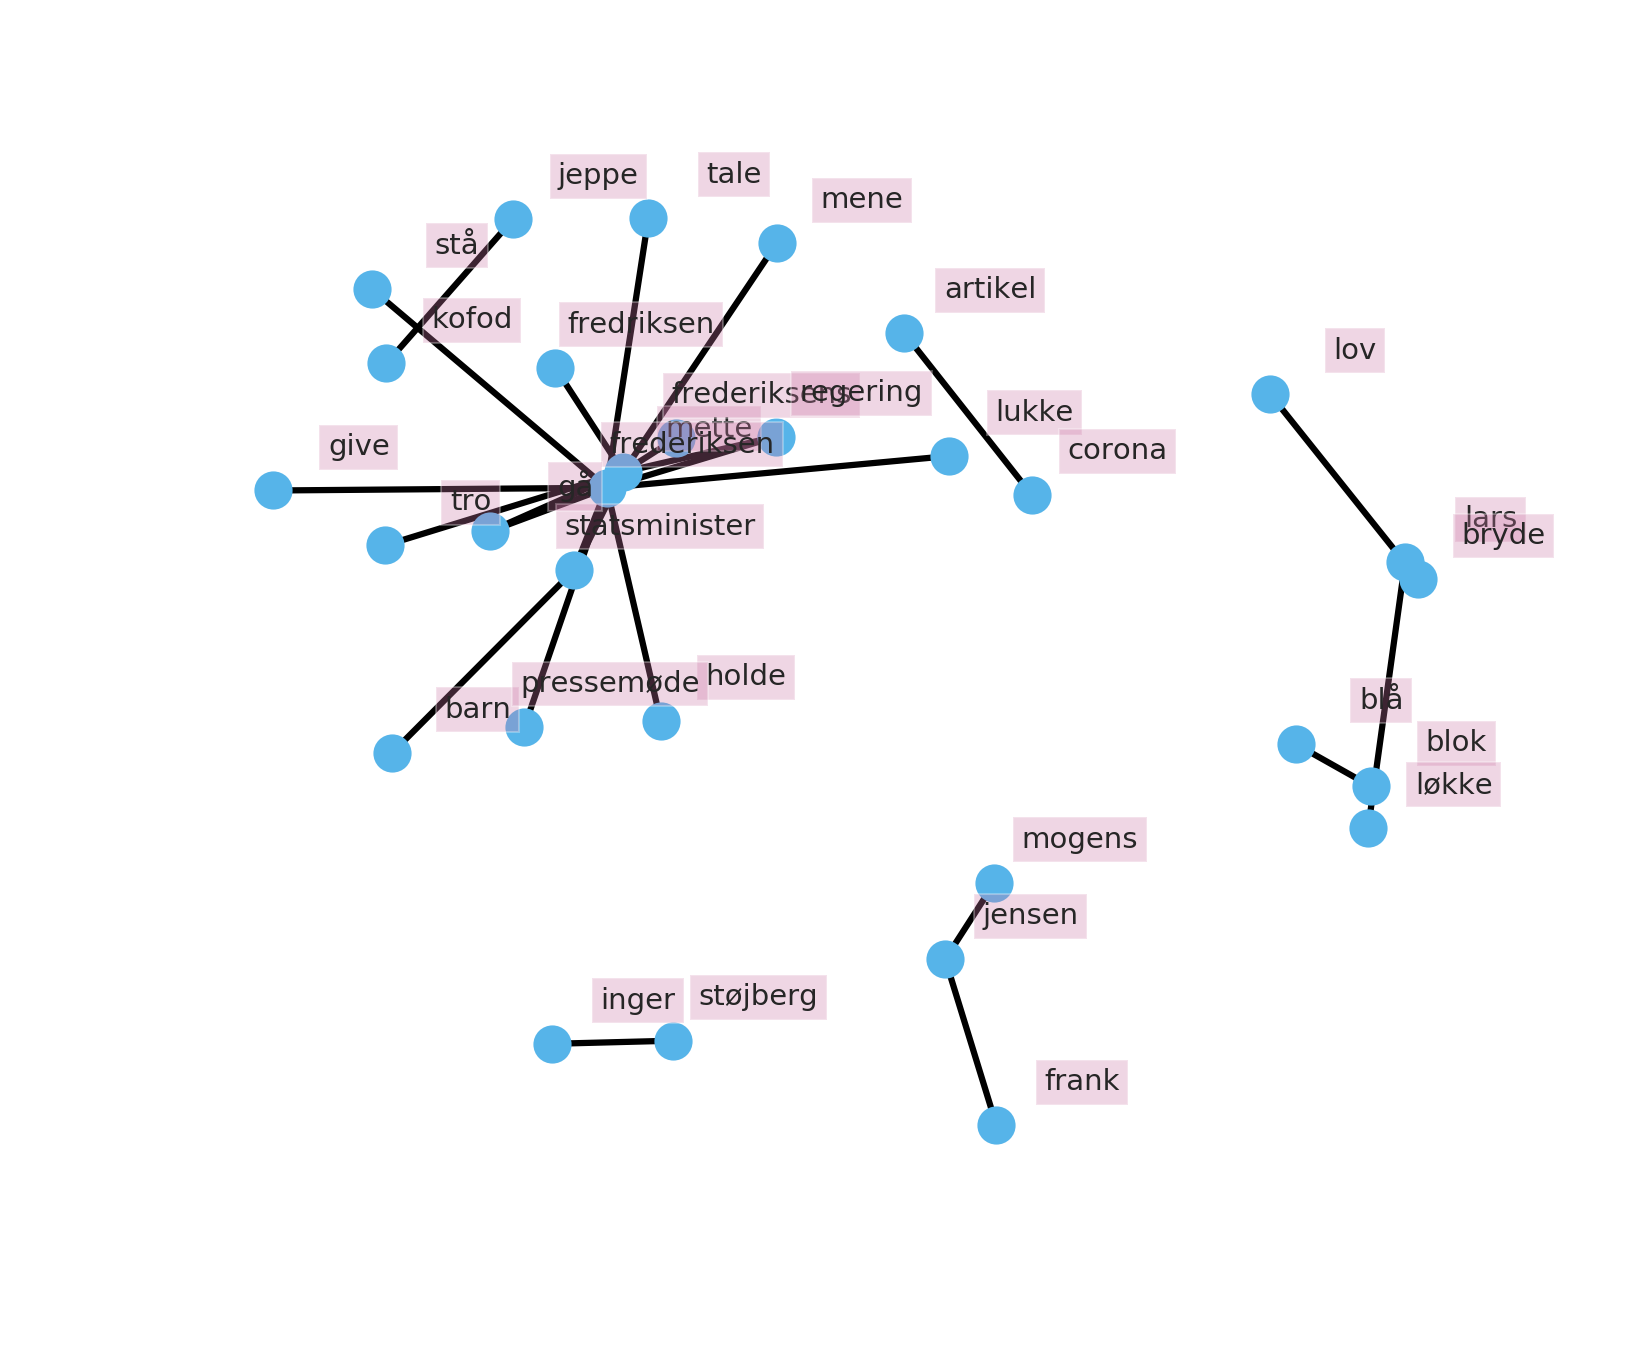 jeppe
tale
mene
stå
artikel
kofod
fredriksen
lov
frederiksens
regering
lukke
mette
frederiksen
give
corona
gå
tro
statsminister
lars
bryde
holde
pressemøde
barn
blå
blok
løkke
mogens
jensen
inger
støjberg
frank